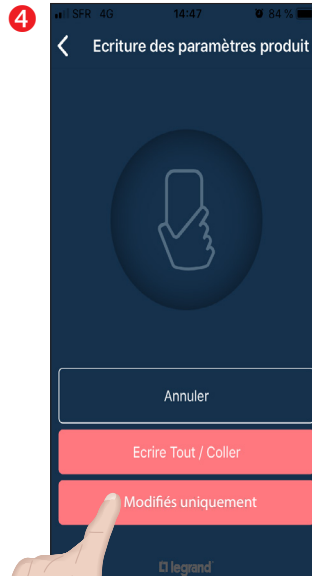 4
SFR 4G 14:47 84 %
Ecriture des paramètres produit
Annuler
Ecrire Tout / Coller
Modifiés uniquement
legrand